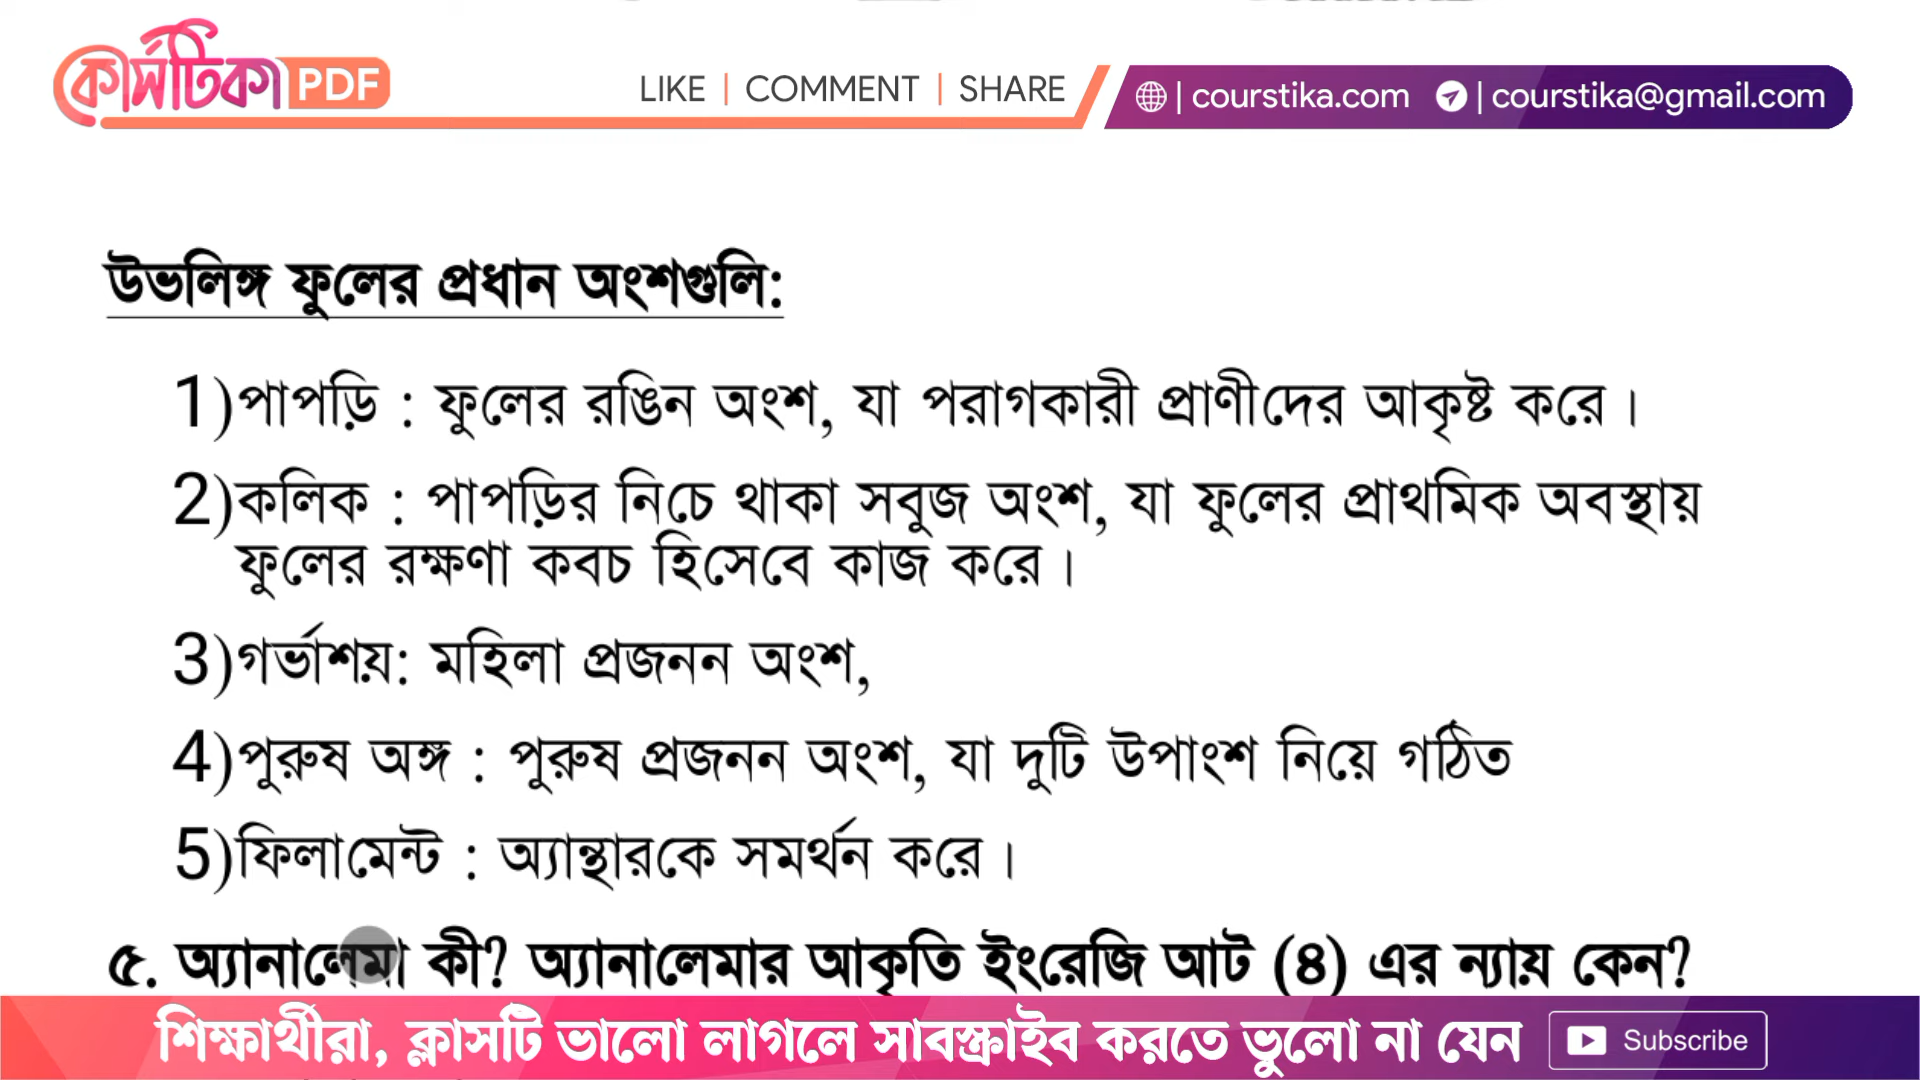 কোর্সটিকা PDF
LIKE | COMMENT | SHARE
| courstika.com | courstika@gmail.com
উভলিঙ্গ ফুলের প্রধান অংশগুলি:
1)পাপড়ি : ফুলের রঙিন অংশ, যা পরাগকারী প্রাণীদের আকৃষ্ট করে।
2)কলিক : পাপড়ির নিচে থাকা সবুজ অংশ, যা ফুলের প্রাথমিক অবস্থায়
ফুলের রক্ষণা কবচ হিসেবে কাজ করে।
3)গর্ভাশয়: মহিলা প্রজনন অংশ,
4)পুরুষ অঙ্গ : পুরুষ প্রজনন অংশ, যা দুটি উপাংশ নিয়ে গঠিত
5)ফিলামেন্ট : অ্যান্থারকে সমর্থন করে।
৫. অ্যানালেমা কী? অ্যানালেমার আকৃতি ইংরেজি আট (৪) এর ন্যায় কেন?
শিক্ষার্থীরা, ক্লাসটি ভালো লাগলে সাবস্ক্রাইব করতে ভুলো না যেন
Subscribe